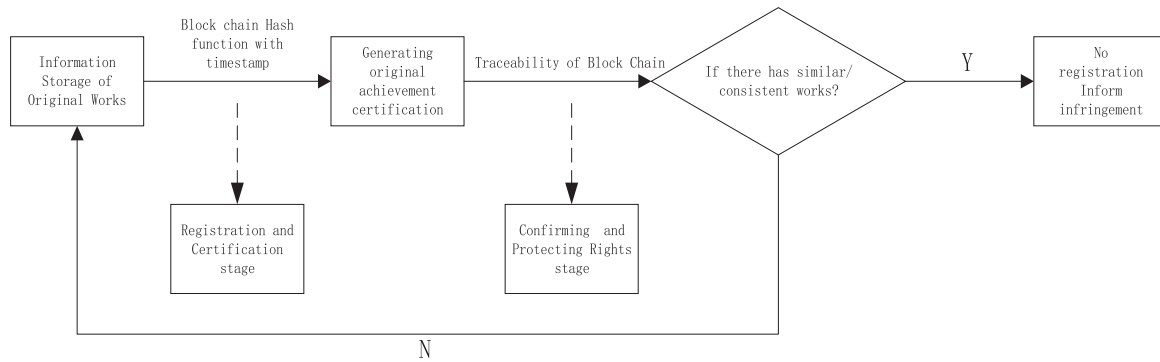 Information
Storage of
Original Works
Block chain Hash
function with
timestamp
Generating
original
achievement
certification
Traceability of Block Chain
If there has similar/
consistent works?
Y
No
registration
Inform
infringement
Registration and
Certification
stage
Confirming and
Protecting Rights
stage
N